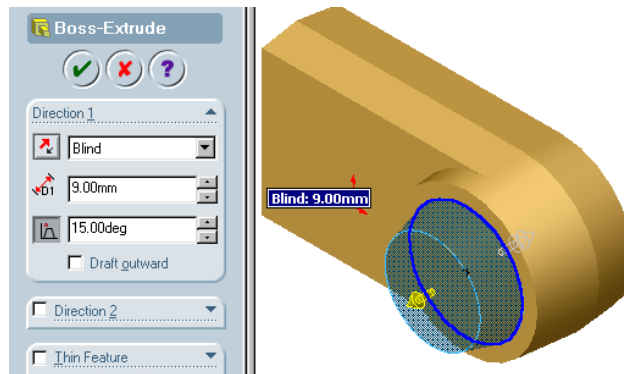 Boss-Extrude
?
Direction 1
Blind
D1
9.00mm
15.00deg
Draft outward
Direction 2
Thin Feature
Blind: 9.00mm